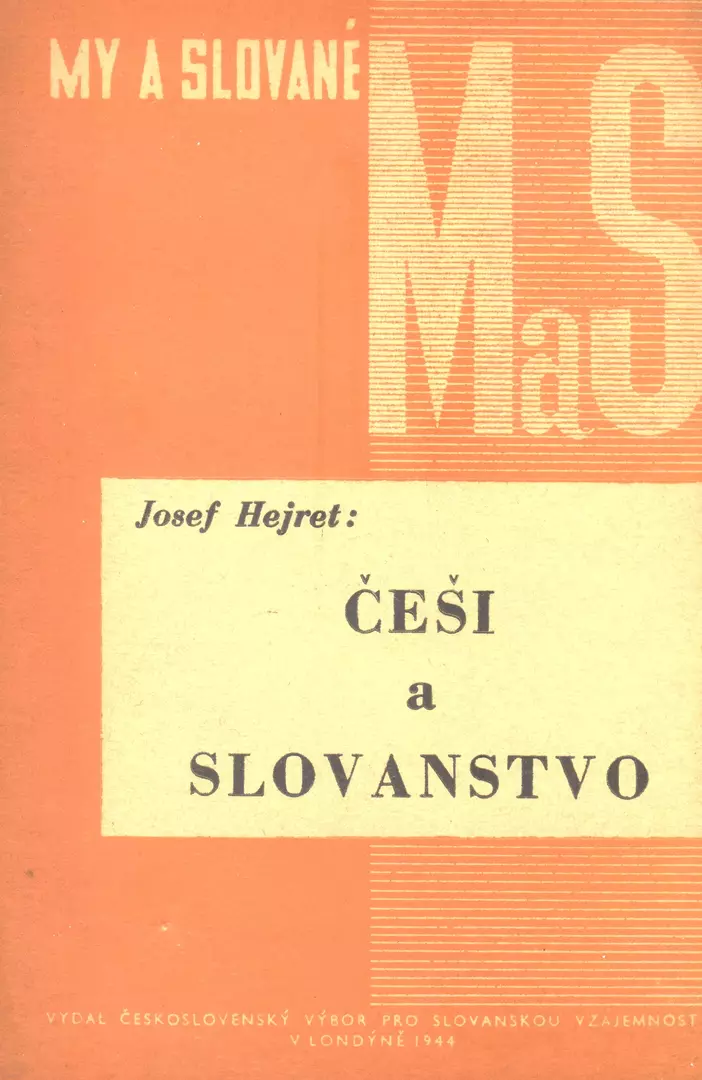 MY A SLOVANÉ
MaS
Josef Hejret:
ČEŠI
a
SLOVANSTVO
VYDAL ČESKOSLOVENSKÝ VÝBOR PRO SLOVANSKOU VZÁJEMNOST
V LONDÝNĚ 1944